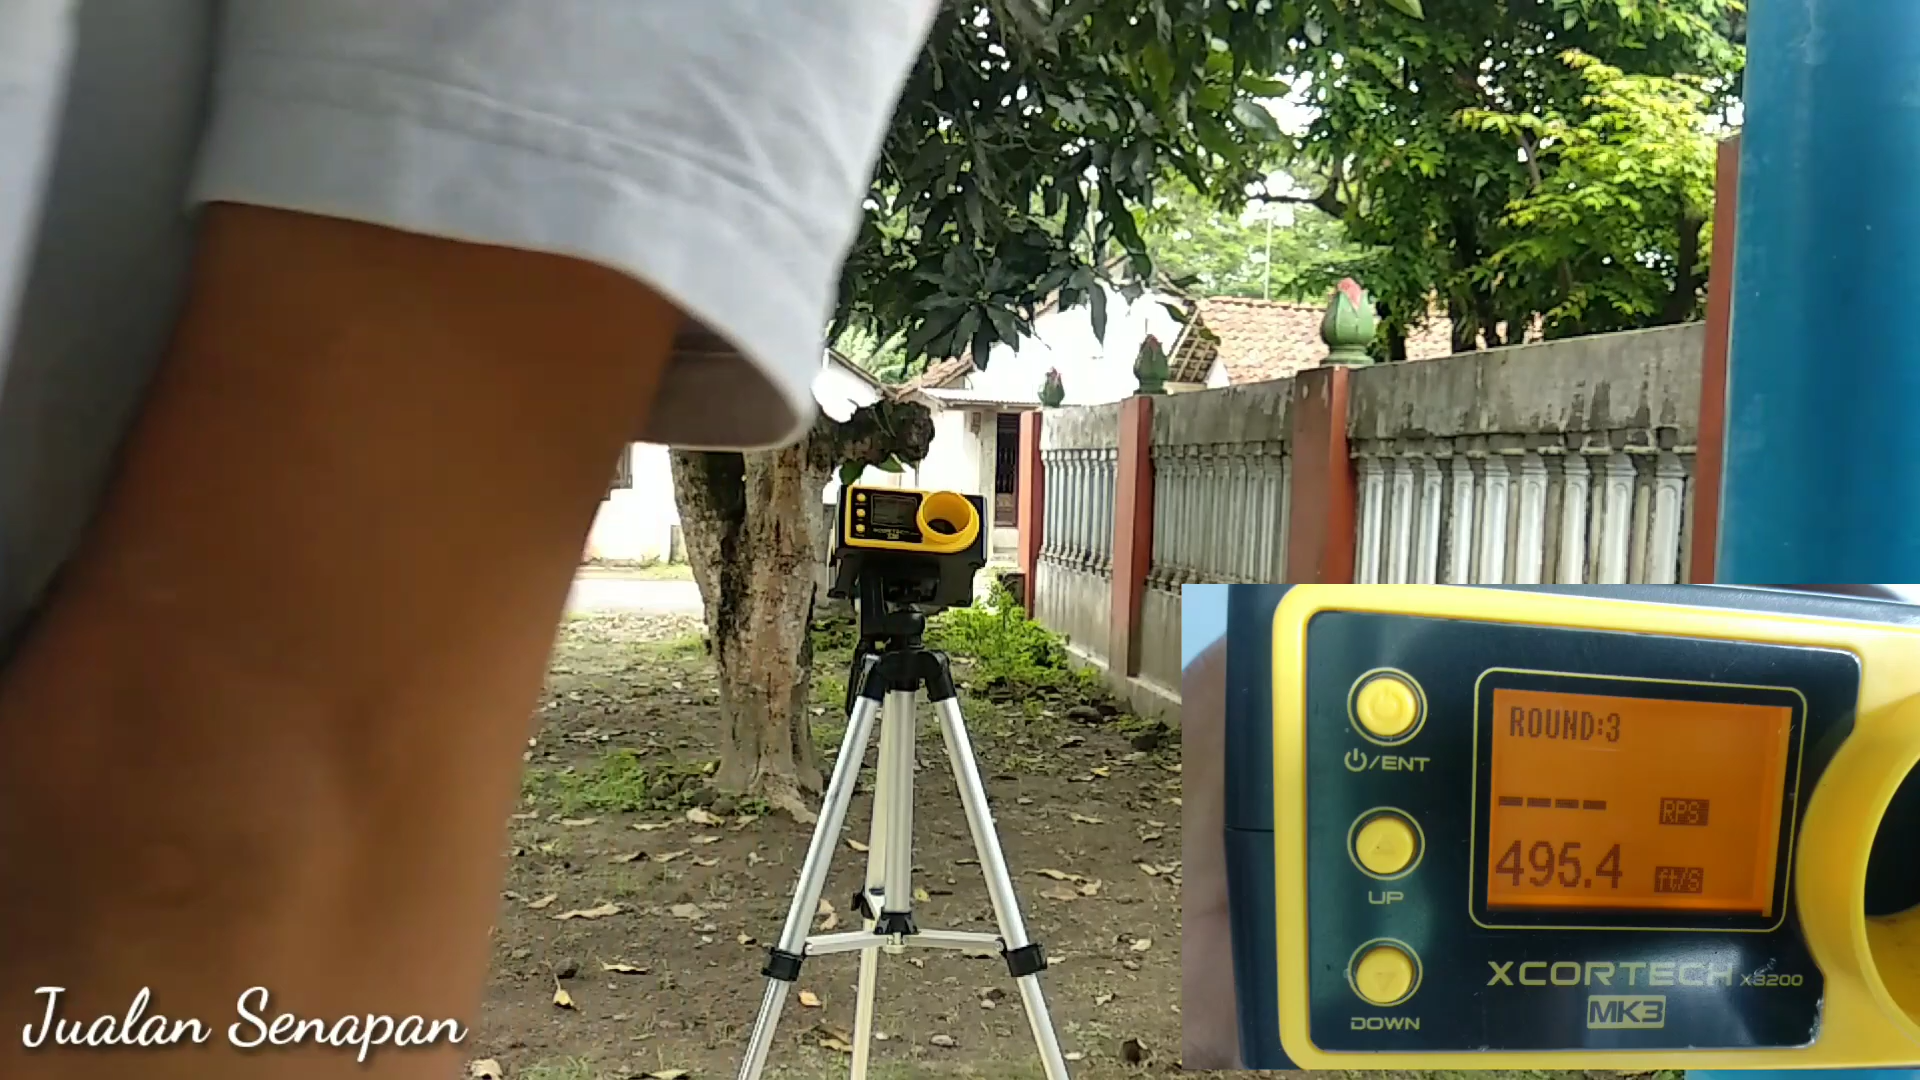 ROUND:3
---- RPS
495.4 ft/S
⏻/ENT
UP
DOWN
XCORTECH X3200
MK3
Jualan Senapan